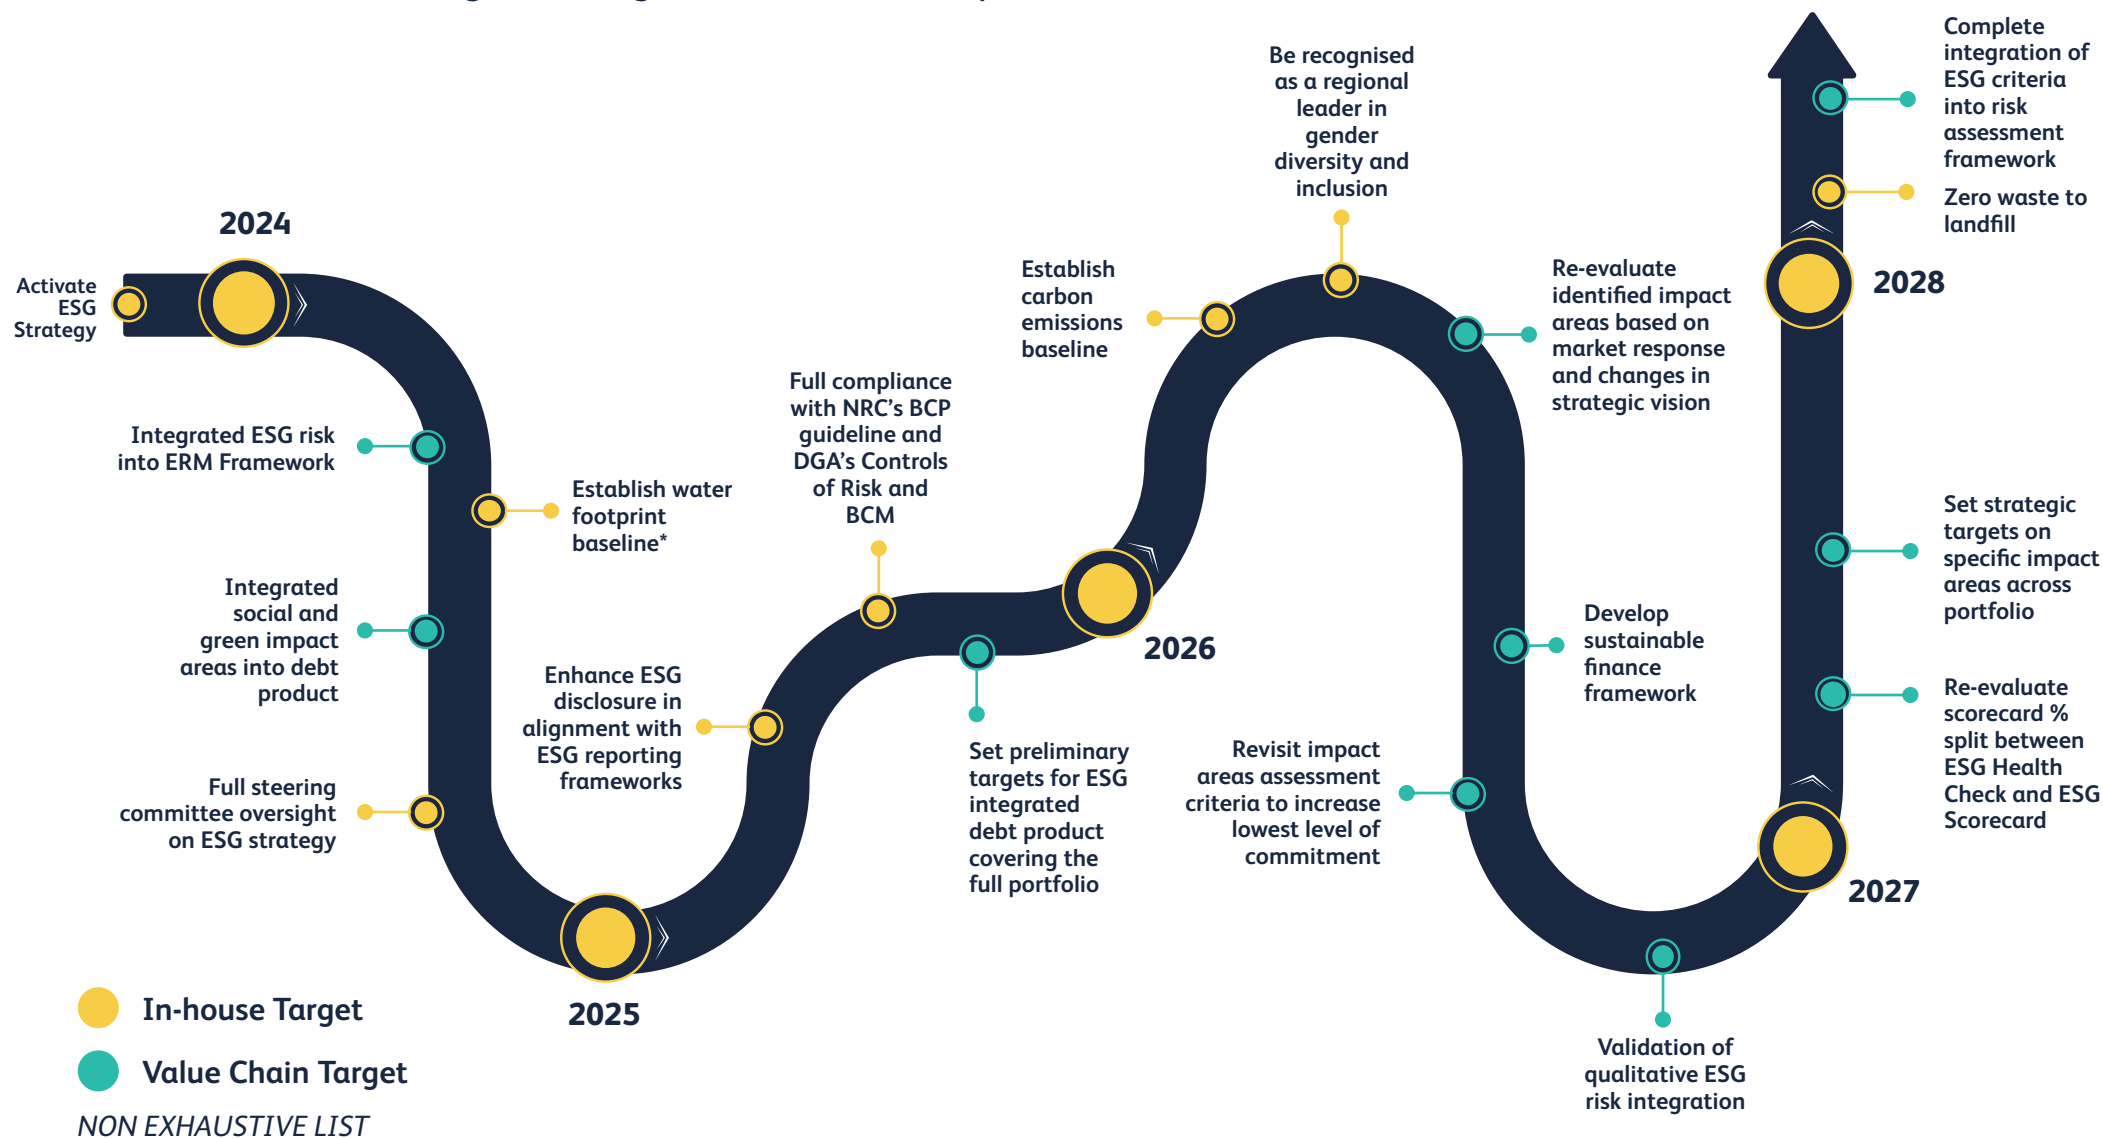 2024
Activate
ESG
Strategy
Integrated ESG risk
into ERM Framework
Establish water
footprint
baseline*
Integrated
social and
green impact
areas into debt
product
Full steering
committee oversight
on ESG strategy
2025
Enhance ESG
disclosure in
alignment with
ESG reporting
frameworks
Full compliance
with NRC’s BCP
guideline and
DGA’s Controls
of Risk and
BCM
Set preliminary
targets for ESG
integrated
debt product
covering the
full portfolio
2026
Establish
carbon
emissions
baseline
Be recognised
as a regional
leader in
gender
diversity and
inclusion
Re-evaluate
identified impact
areas based on
market response
and changes in
strategic vision
Develop
sustainable
finance
framework
Revisit impact
areas assessment
criteria to increase
lowest level of
commitment
Validation of
qualitative ESG
risk integration
2027
Re-evaluate
scorecard %
split between
ESG Health
Check and ESG
Scorecard
Set strategic
targets on
specific impact
areas across
portfolio
2028
Zero waste to
landfill
Complete
integration of
ESG criteria
into risk
assessment
framework
In-house Target
Value Chain Target
NON EXHAUSTIVE LIST